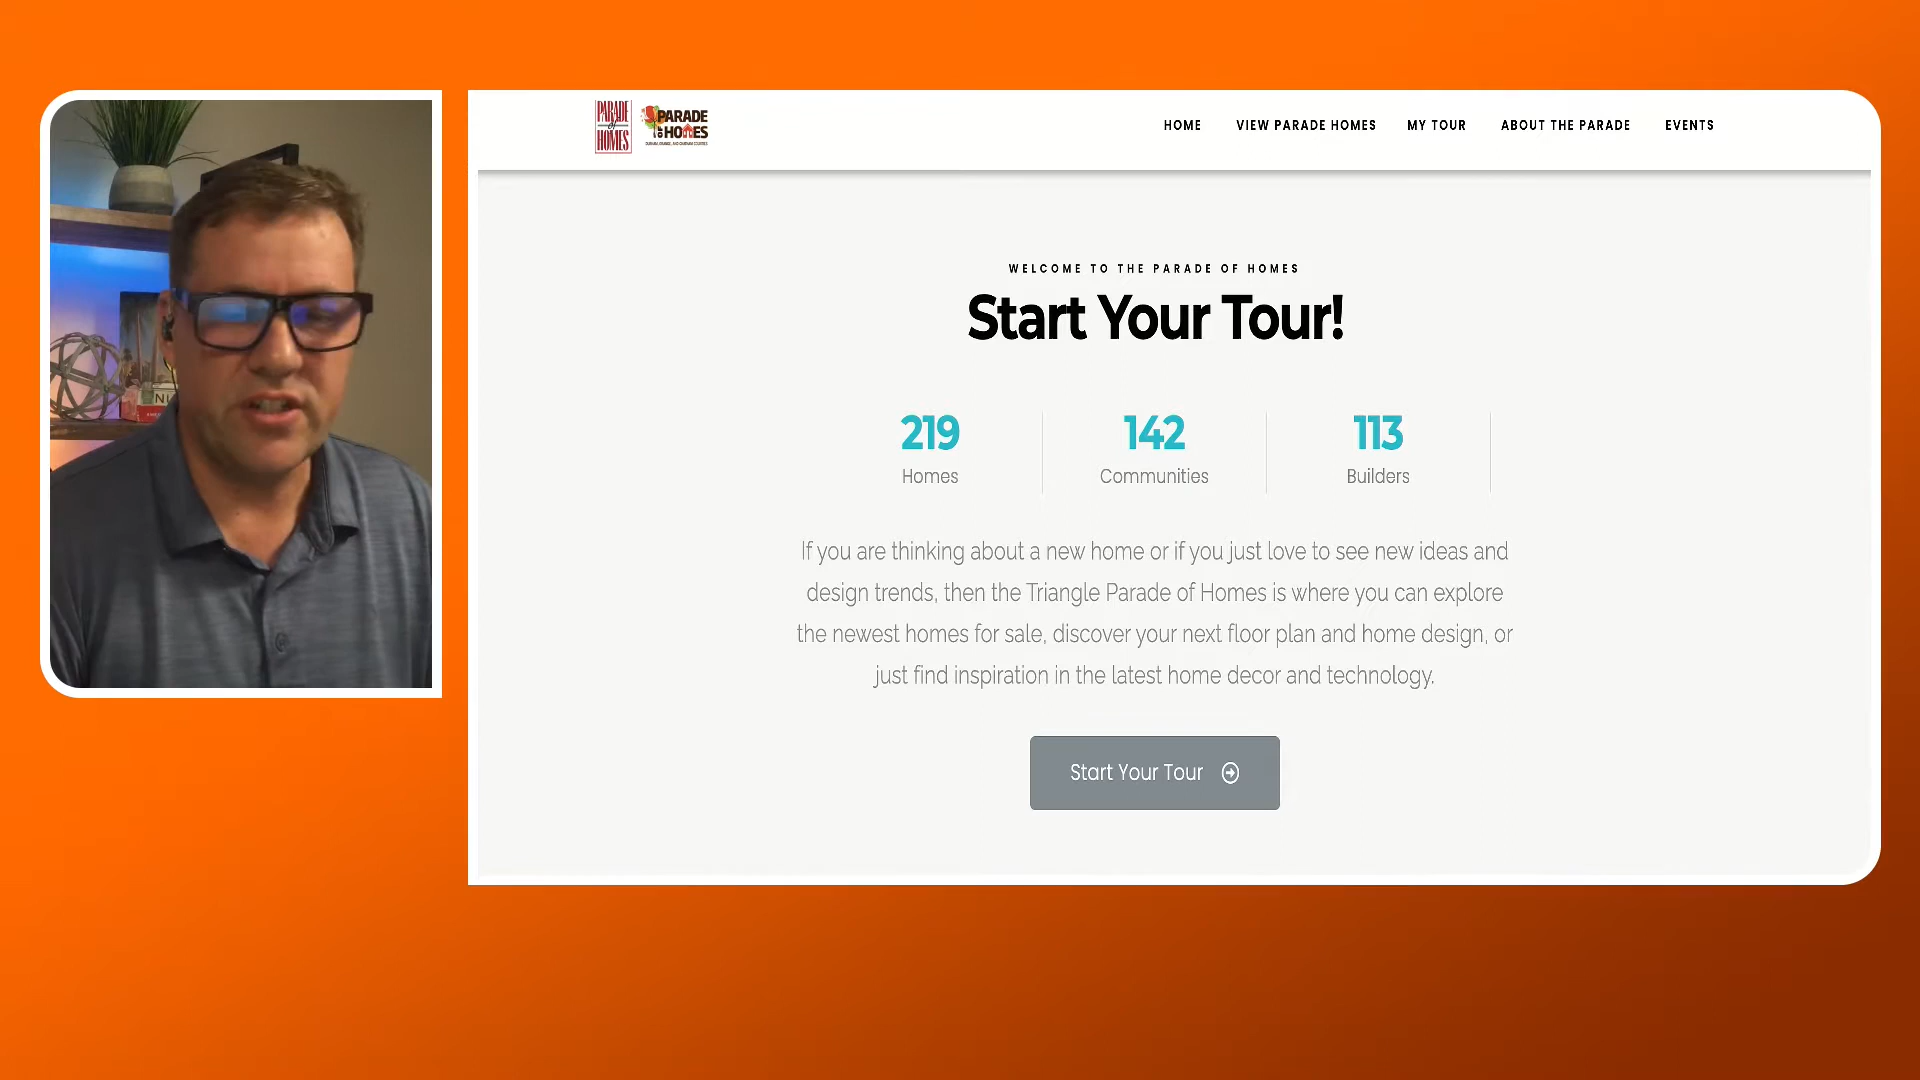 PARADE
of
HOMES
PARADE
OF HOMES
HOME
VIEW PARADE HOMES
MY TOUR
ABOUT THE PARADE
EVENTS
WELCOME TO THE PARADE OF HOMES
Start Your Tour!
219
Homes
142
Communities
113
Builders
If you are thinking about a new home or if you just love to see new ideas and
design trends, then the Triangle Parade of Homes is where you can explore
the newest homes for sale, discover your next floor plan and home design, or
just find inspiration in the latest home decor and technology.
Start Your Tour